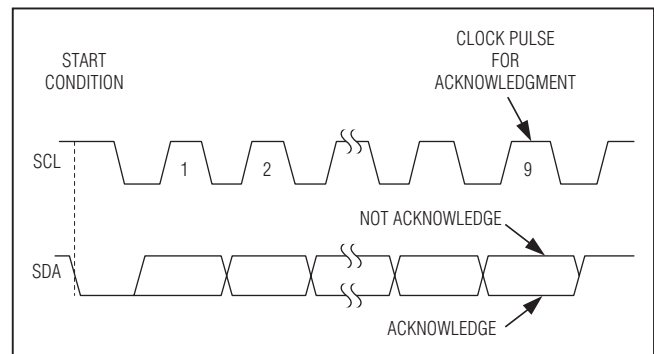 START
CONDITION
CLOCK PULSE
FOR
ACKNOWLEDGMENT
SCL
1
2
9
NOT ACKNOWLEDGE
SDA
ACKNOWLEDGE